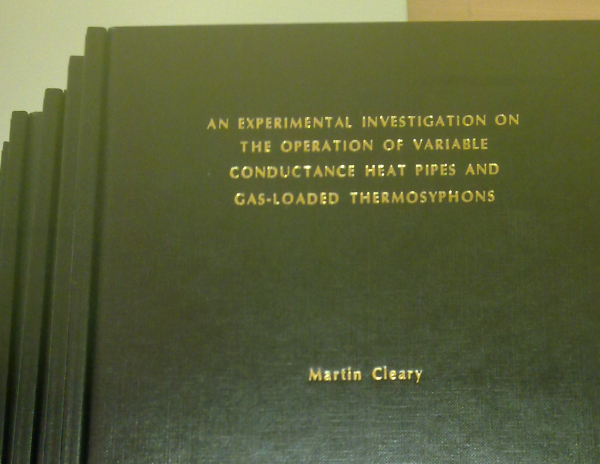 AN EXPERIMENTAL INVESTIGATION ON
THE OPERATION OF VARIABLE
CONDUCTANCE HEAT PIPES AND
GAS-LOADED THERMOSYPHONS
Martin Cleary